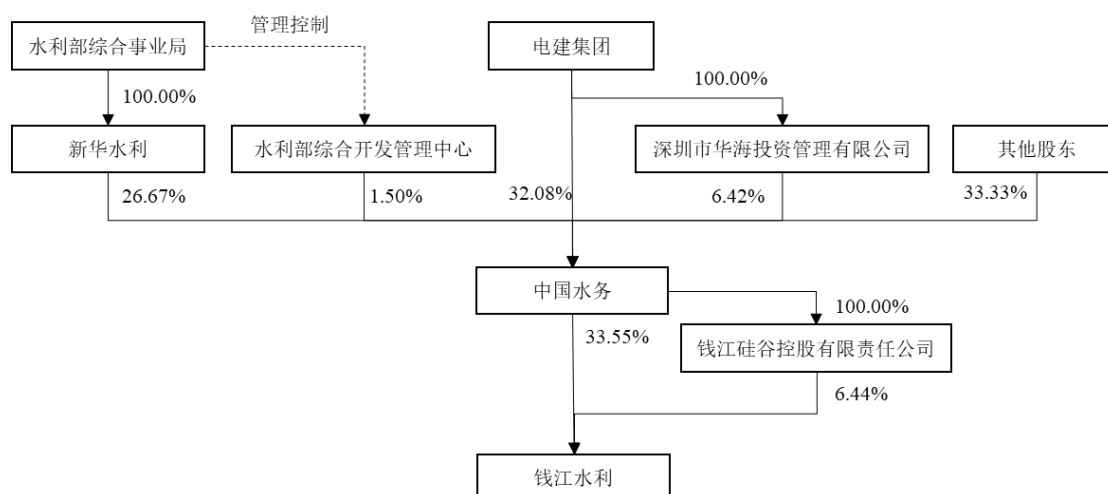 管理控制
水利部综合事业局
电建集团
100.00%
100.00%
新华水利
水利部综合开发管理中心
深圳市华海投资管理有限公司
其他股东
26.67%
1.50%
32.08%
6.42%
33.33%
中国水务
100.00%
33.55%
钱江硅谷控股有限责任公司
6.44%
钱江水利